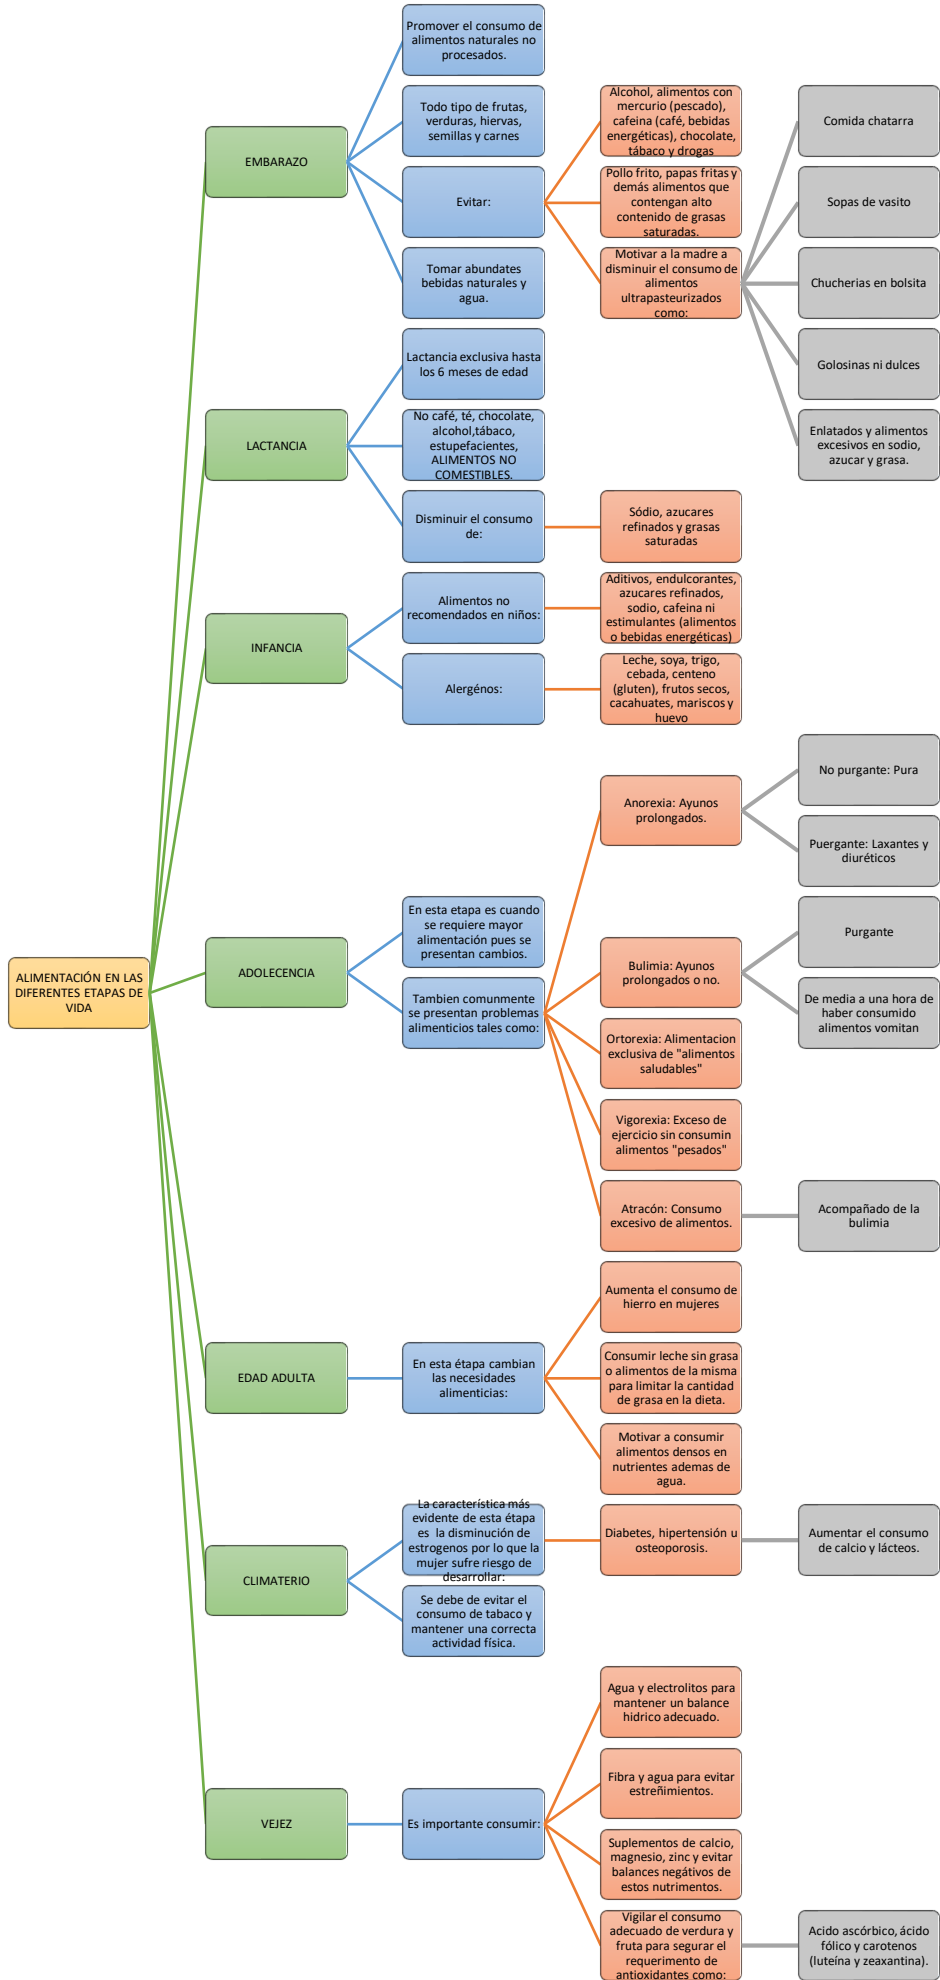 ALIMENTACIÓN EN LAS
DIFERENTES ETAPAS DE
VIDA
EMBARAZO
Promover el consumo de
alimentos naturales no
procesados.
Todo tipo de frutas,
verduras, hiervas,
semillas y carnes
Evitar:
Alcohol, alimentos con
mercurio (pescado),
cafeina (café, bebidas
energéticas), chocolate,
tábaco y drogas
Pollo frito, papas fritas y
demás alimentos que
contengan alto
contenido de grasas
saturadas.
Motivar a la madre a
disminuir el consumo de
alimentos
ultrapasteurizados
como:
Comida chatarra
Sopas de vasito
Chucherias en bolsita
Golosinas ni dulces
Enlatados y alimentos
excesivos en sodio,
azucar y grasa.
Tomar abundates
bebidas naturales y
agua.
LACTANCIA
Lactancia exclusiva hasta
los 6 meses de edad
No café, té, chocolate,
alcohol,tábaco,
estupefacientes,
ALIMENTOS NO
COMESTIBLES.
Disminuir el consumo
de:
Sódio, azucares
refinados y grasas
saturadas
INFANCIA
Alimentos no
recomendados en niños:
Aditivos, endulcorantes,
azucares refinados,
sodio, cafeina ni
estimulantes (alimentos
o bebidas energéticas)
Alergénos:
Leche, soya, trigo,
cebada, centeno
(gluten), frutos secos,
cacahuates, mariscos y
huevo
ADOLECENCIA
En esta etapa es cuando
se requiere mayor
alimentación pues se
presentan cambios.
Tambien comunmente
se presentan problemas
alimenticios tales como:
Anorexia: Ayunos
prolongados.
No purgante: Pura
Puergante: Laxantes y
diuréticos
Bulimia: Ayunos
prolongados o no.
Purgante
De media a una hora de
haber consumido
alimentos vomitan
Ortorexia: Alimentacion
exclusiva de "alimentos
saludables"
Vigorexia: Exceso de
ejercicio sin consumin
alimentos "pesados"
Atracón: Consumo
excesivo de alimentos.
Acompañado de la
bulimia
EDAD ADULTA
En esta étapa cambian
las necesidades
alimenticias:
Aumenta el consumo de
hierro en mujeres
Consumir leche sin grasa
o alimentos de la misma
para limitar la cantidad
de grasa en la dieta.
Motivar a consumir
alimentos densos en
nutrientes ademas de
agua.
CLIMATERIO
La característica más
evidente de esta étapa
es la disminución de
estrogenos por lo que la
mujer sufre riesgo de
desarrollar:
Diabetes, hipertensión u
osteoporosis.
Aumentar el consumo
de calcio y lácteos.
Se debe de evitar el
consumo de tabaco y
mantener una correcta
actividad física.
VEJEZ
Es importante consumir:
Agua y electrolitos para
mantener un balance
hidrico adecuado.
Fibra y agua para evitar
estreñimientos.
Suplementos de calcio,
magnesio, zinc y evitar
balances negátivos de
estos nutrimentos.
Vigilar el consumo
adecuado de verdura y
fruta para segurar el
requerimento de
antioxidantes como:
Acido ascórbico, ácido
fólico y carotenos
(luteína y zeaxantina).